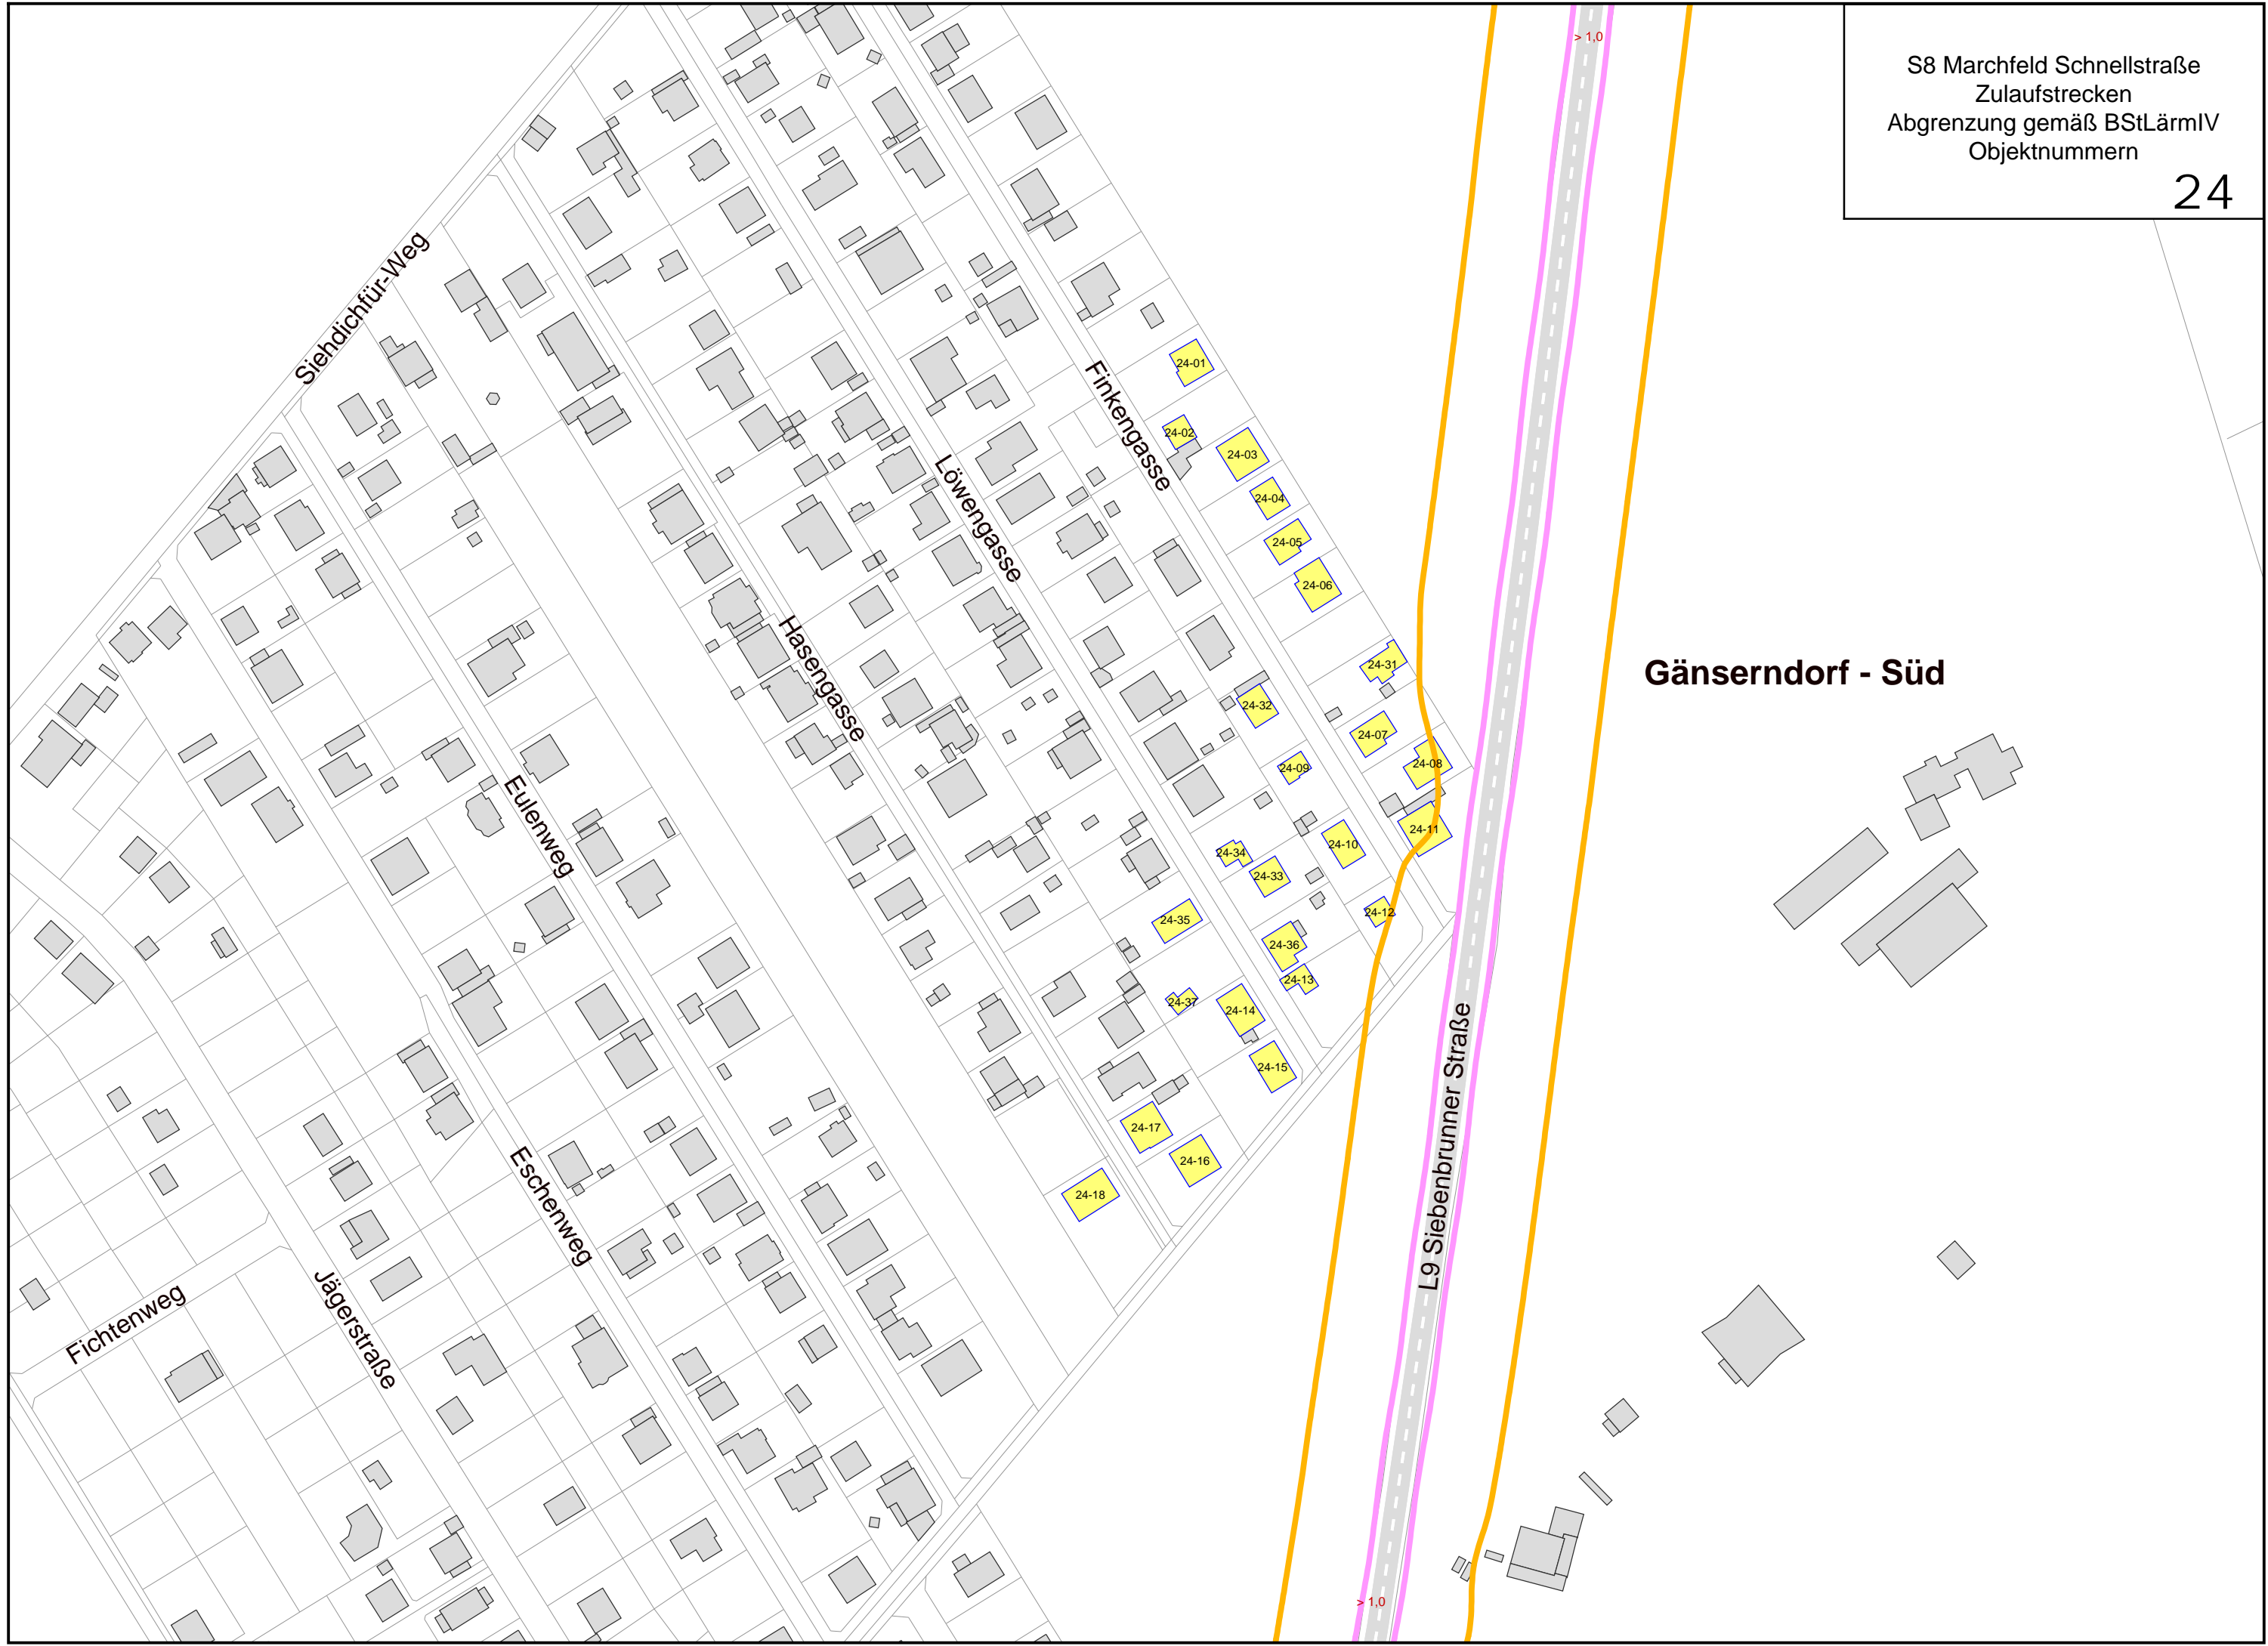 > 1,0
S8 Marchfeld Schnellstraße
Zulaufstrecken
Abgrenzung gemäß BStLärmIV
Objektnummern
24
Siehdichfür-Weg
Finkengasse
Löwengasse
Hasengasse
Eulenweg
Eschenweg
Jägerstraße
Fichtenweg
Gänserndorf - Süd
L9 Siebenbrunner Straße
24-01
24-02
24-03
24-04
24-05
24-06
24-31
24-32
24-07
24-08
24-09
24-11
24-10
24-34
24-33
24-12
24-35
24-36
24-13
24-37
24-14
24-15
24-17
24-16
24-18
> 1,0